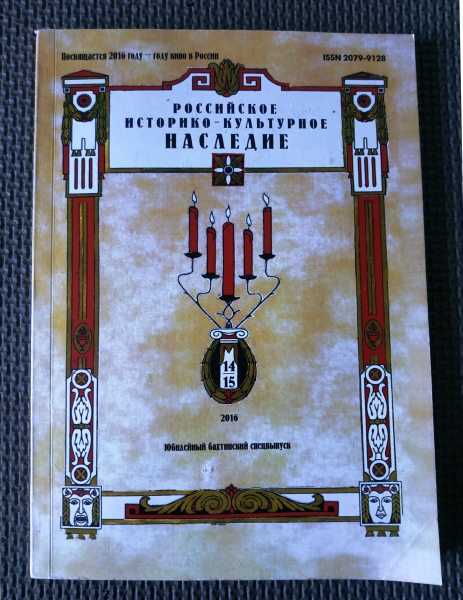 Посвящается 2016 году — году кино в России
ISSN 2079-9128
РОССИЙСКОЕ
ИСТОРИКО-КУЛЬТУРНОЕ
НАСЛЕДИЕ
14
15
2016
Юбилейный бахтинский спецвыпуск